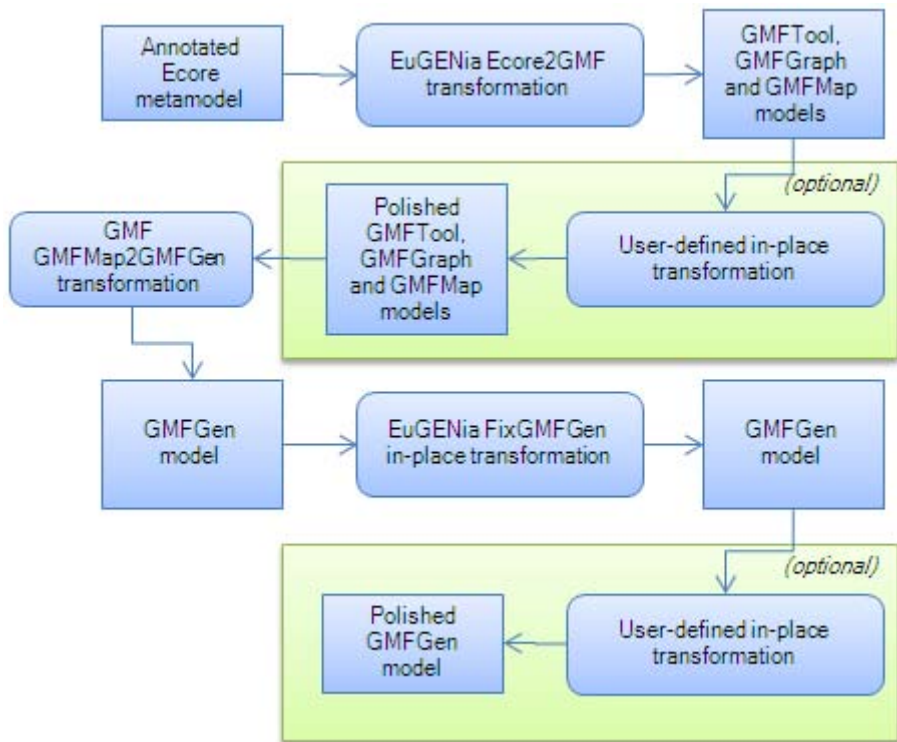 Annotated
Ecore
metamodel
EuGENia Ecore2GMF
transformation
GMFTool,
GMFGraph
and GMFMap
models
(optional)
User-defined in-place
transformation
Polished
GMFTool,
GMFGraph
and GMFMap
models
GMF
GMFMap2GMFGen
transformation
GMFGen
model
EuGENia FixGMFGen
in-place transformation
GMFGen
model
(optional)
User-defined in-place
transformation
Polished
GMFGen
model